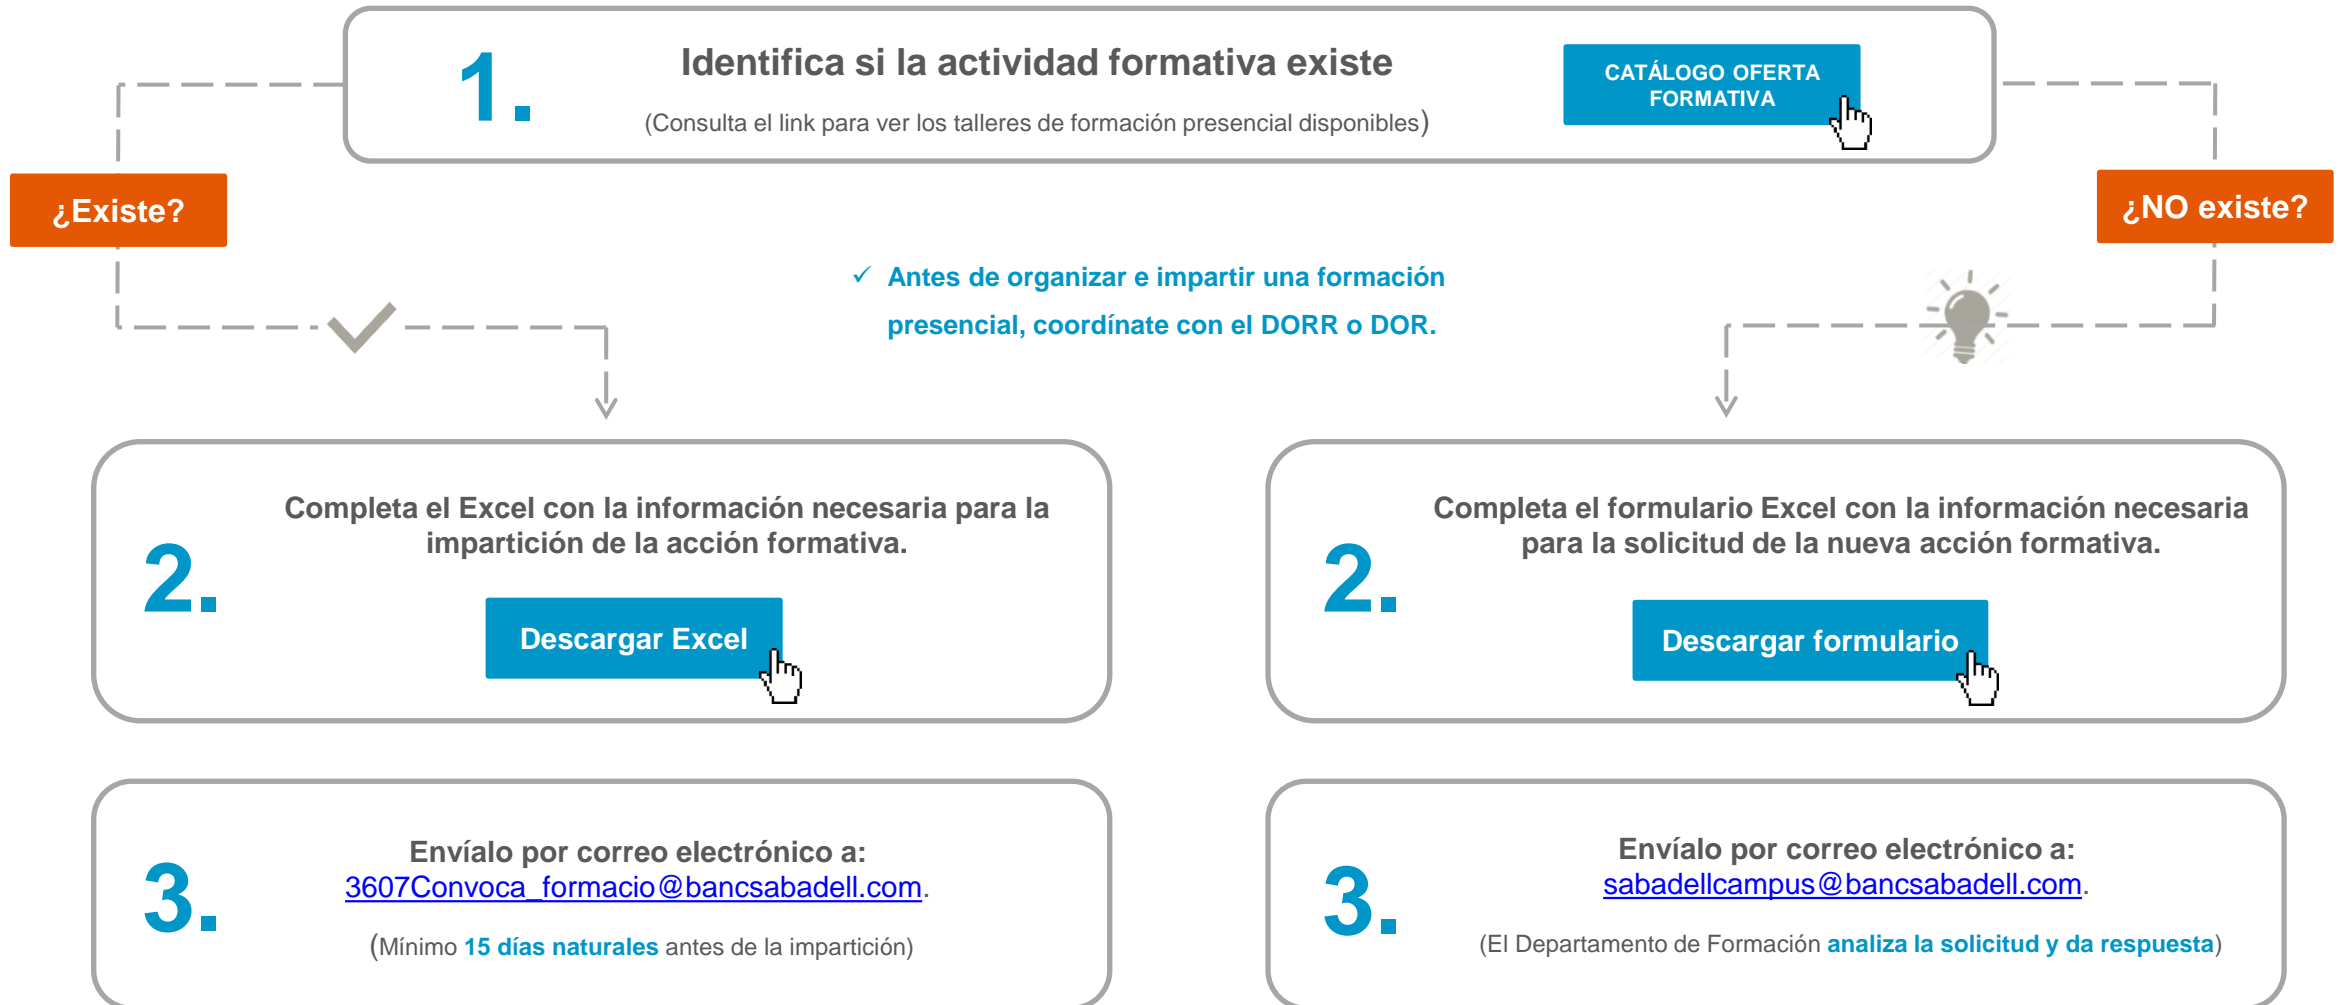 1.
Identifica si la actividad formativa existe
(Consulta el link para ver los talleres de formación presencial disponibles)
CATÁLOGO OFERTA
FORMATIVA
¿Existe?
¿NO existe?
✓ Antes de organizar e impartir una formación
presencial, coordínate con el DORR o DOR.
2.
Completa el Excel con la información necesaria para la
impartición de la acción formativa.
Descargar Excel
2.
Completa el formulario Excel con la información necesaria
para la solicitud de la nueva acción formativa.
Descargar formulario
3.
Envíalo por correo electrónico a:
3607Convoca_formacio@bancsabadell.com.
(Mínimo 15 días naturales antes de la impartición)
3.
Envíalo por correo electrónico a:
sabadellcampus@bancsabadell.com.
(El Departamento de Formación analiza la solicitud y da respuesta)